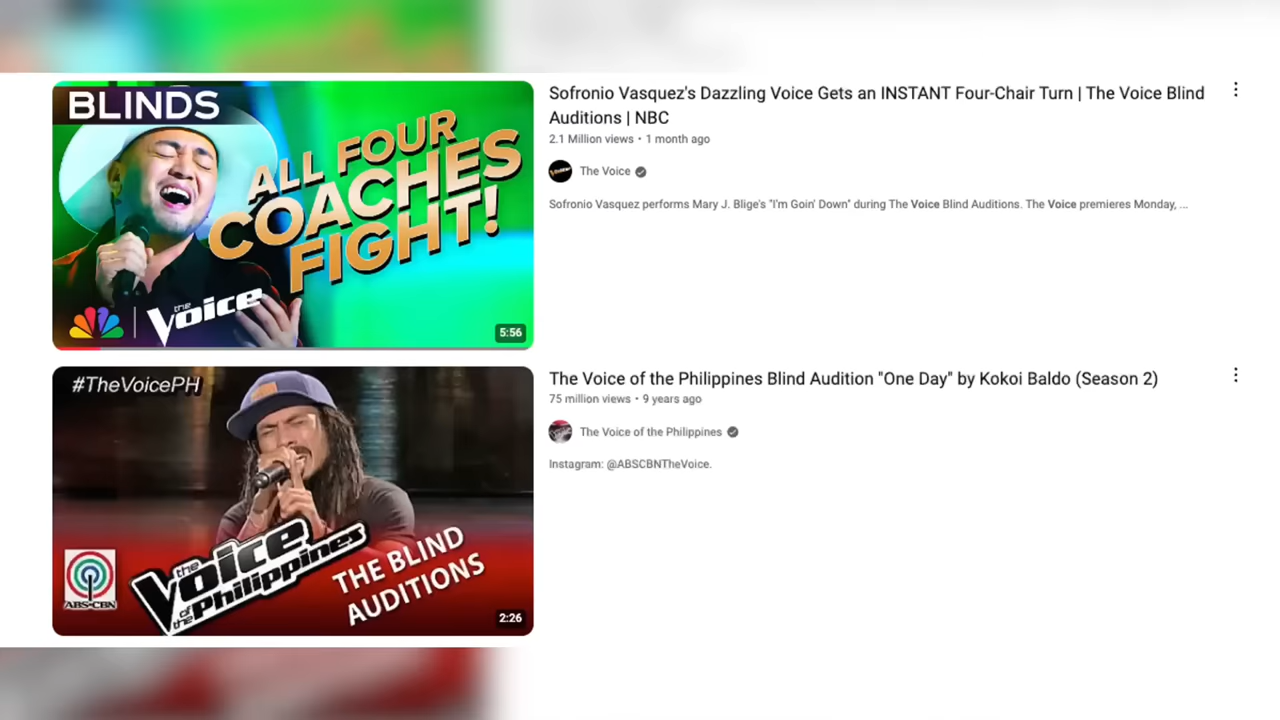 BLINDS
ALL FOUR
COACHES
FIGHT!
the
Voice
5:56
Sofronio Vasquez's Dazzling Voice Gets an INSTANT Four-Chair Turn | The Voice Blind
Auditions | NBC
2.1 Million views • 1 month ago
The Voice
Sofronio Vasquez performs Mary J. Blige's "I'm Goin' Down" during The Voice Blind Auditions. The Voice premieres Monday, ...
#TheVoicePH
the
Voice
of the
Philippines
THE BLIND
AUDITIONS
ABS-CBN
2:26
The Voice of the Philippines Blind Audition "One Day" by Kokoi Baldo (Season 2)
75 million views • 9 years ago
The Voice of the Philippines
Instagram: @ABSCBNTheVoice.